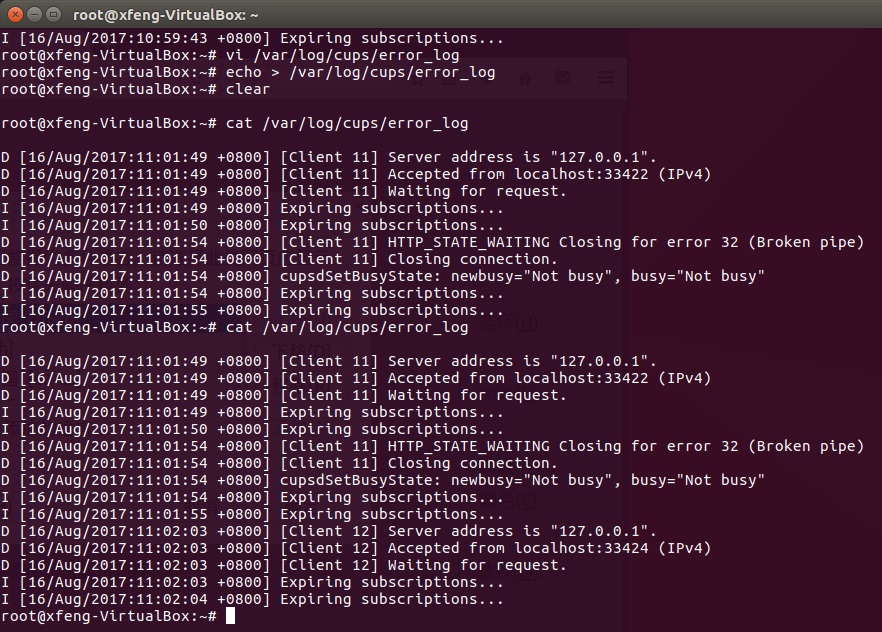 root@xfeng-VirtualBox: ~
I [16/Aug/2017:10:59:43 +0800] Expiring subscriptions...
root@xfeng-VirtualBox:~# vi /var/log/cups/error_log
root@xfeng-VirtualBox:~# echo > /var/log/cups/error_log
root@xfeng-VirtualBox:~# clear
root@xfeng-VirtualBox:~# cat /var/log/cups/error_log
D [16/Aug/2017:11:01:49 +0800] [Client 11] Server address is "127.0.0.1".
D [16/Aug/2017:11:01:49 +0800] [Client 11] Accepted from localhost:33422 (IPv4)
D [16/Aug/2017:11:01:49 +0800] [Client 11] Waiting for request.
I [16/Aug/2017:11:01:49 +0800] Expiring subscriptions...
I [16/Aug/2017:11:01:50 +0800] Expiring subscriptions...
D [16/Aug/2017:11:01:54 +0800] [Client 11] HTTP_STATE_WAITING Closing for error 32 (Broken pipe)
D [16/Aug/2017:11:01:54 +0800] [Client 11] Closing connection.
D [16/Aug/2017:11:01:54 +0800] cupsdSetBusyState: newbusy="Not busy", busy="Not busy"
I [16/Aug/2017:11:01:54 +0800] Expiring subscriptions...
I [16/Aug/2017:11:01:55 +0800] Expiring subscriptions...
root@xfeng-VirtualBox:~# cat /var/log/cups/error_log
D [16/Aug/2017:11:01:49 +0800] [Client 11] Server address is "127.0.0.1".
D [16/Aug/2017:11:01:49 +0800] [Client 11] Accepted from localhost:33422 (IPv4)
D [16/Aug/2017:11:01:49 +0800] [Client 11] Waiting for request.
I [16/Aug/2017:11:01:49 +0800] Expiring subscriptions...
I [16/Aug/2017:11:01:50 +0800] Expiring subscriptions...
D [16/Aug/2017:11:01:54 +0800] [Client 11] HTTP_STATE_WAITING Closing for error 32 (Broken pipe)
D [16/Aug/2017:11:01:54 +0800] [Client 11] Closing connection.
D [16/Aug/2017:11:01:54 +0800] cupsdSetBusyState: newbusy="Not busy", busy="Not busy"
I [16/Aug/2017:11:01:54 +0800] Expiring subscriptions...
I [16/Aug/2017:11:01:55 +0800] Expiring subscriptions...
D [16/Aug/2017:11:02:03 +0800] [Client 12] Server address is "127.0.0.1".
D [16/Aug/2017:11:02:03 +0800] [Client 12] Accepted from localhost:33424 (IPv4)
D [16/Aug/2017:11:02:03 +0800] [Client 12] Waiting for request.
I [16/Aug/2017:11:02:03 +0800] Expiring subscriptions...
I [16/Aug/2017:11:02:04 +0800] Expiring subscriptions...
root@xfeng-VirtualBox:~#